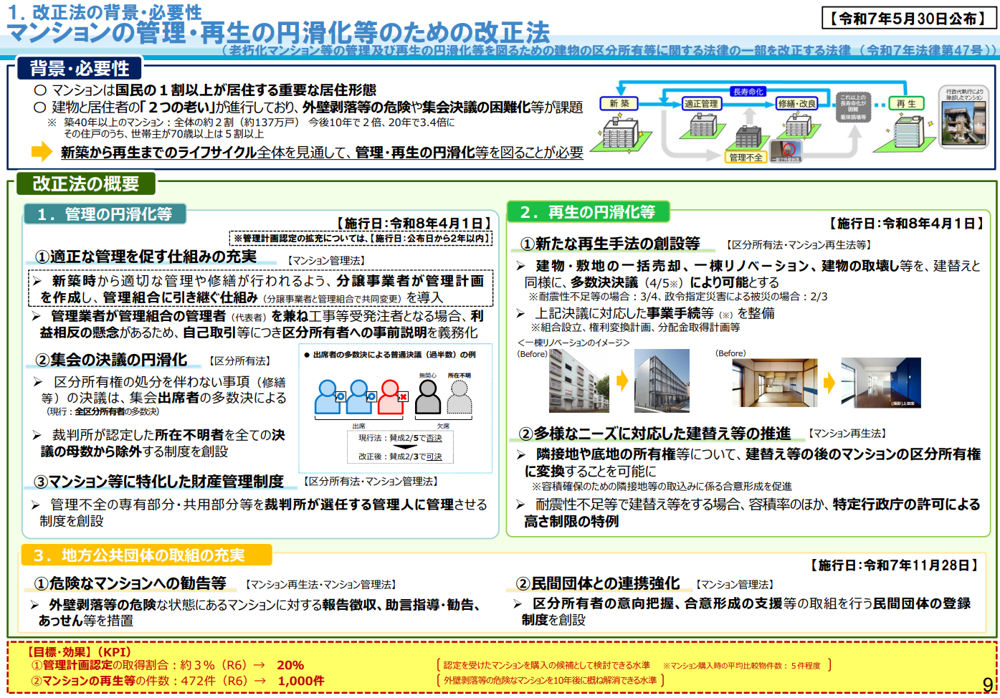 1. 改正法の背景・必要性
マンションの管理・再生の円滑化等のための改正法
【令和7年5月30日公布】
（老朽化マンション等の管理及び再生の円滑化等を図るための建物の区分所有等に関する法律の一部を改正する法律（令和7年法律第47号））
背景・必要性
○ マンションは国民の１割以上が居住する重要な居住形態
○ 建物と居住者の「２つの老い」が進行しており、外壁剥落等の危険や集会決議の困難化等が課題
※ 築40年以上のマンション：全体の約２割（約137万戸） 今後10年で２倍、20年で3.4倍に
その住戸のうち、世帯主が70歳以上は５割以上
新築から再生までのライフサイクル全体を見通して、管理・再生の円滑化等を図ることが必要
新 築
長寿命化
適正管理
修繕・改良
これ以上の
長寿命化が
困難
躯体損壊等
再 生
管理不全
行政代執行により
除却したマンション
改正法の概要
１．管理の円滑化等
【施行日：令和8年4月1日】
※管理計画認定の拡充については、【施行日：公布日から2年以内】
①適正な管理を促す仕組みの充実 【マンション管理法】
➢ 新築時から適切な管理や修繕が行われるよう、分譲事業者が管理計画
を作成し、管理組合に引き継ぐ仕組み（分譲事業者と管理組合で共同変更）を導入
➢ 管理業者が管理組合の管理者（代表者）を兼ね工事等受発注者となる場合、利
益相反の懸念があるため、自己取引等につき区分所有者への事前説明を義務化
②集会の決議の円滑化 【区分所有法】
➢ 区分所有権の処分を伴わない事項（修繕
等）の決議は、集会出席者の多数決による
（現行：全区分所有者の多数決）
➢ 裁判所が認定した所在不明者を全ての決
議の母数から除外する制度を創設
● 出席者の多数決による普通決議（過半数）の例
無関心
所在不明
出席
欠席
現行法：賛成2/5で否決
改正後：賛成2/3で可決
③マンション等に特化した財産管理制度 【区分所有法・マンション管理法】
➢ 管理不全の専有部分・共用部分等を裁判所が選任する管理人に管理させる
制度を創設
２．再生の円滑化等
【施行日：令和8年4月1日】
①新たな再生手法の創設等 【区分所有法・マンション再生法等】
➢ 建物・敷地の一括売却、一棟リノベーション、建物の取壊し等を、建替えと
同様に、多数決決議（4/5※）により可能とする
※耐震性不足等の場合：3/4、政令指定災害による被災の場合：2/3
➢ 上記決議に対応した事業手続等（※）を整備
※組合設立、権利変換計画、分配金取得計画等
＜一棟リノベーションのイメージ＞
（Before）
（Before）
（撮影）上田宏
②多様なニーズに対応した建替え等の推進 【マンション再生法】
➢ 隣接地や底地の所有権等について、建替え等の後のマンションの区分所有権
に変換することを可能に
※容積確保のための隣接地等の取込みに係る合意形成を促進
➢ 耐震性不足等で建替え等をする場合、容積率のほか、特定行政庁の許可による
高さ制限の特例
３．地方公共団体の取組の充実
【施行日：令和7年11月28日】
①危険なマンションへの勧告等 【マンション再生法・マンション管理法】
➢ 外壁剥落等の危険な状態にあるマンションに対する報告徴収、助言指導・勧告、
あっせん等を措置
②民間団体との連携強化 【マンション管理法】
➢ 区分所有者の意向把握、合意形成の支援等の取組を行う民間団体の登録
制度を創設
【目標・効果】（KPI）
①管理計画認定の取得割合：約３％（R6）→ 20%
認定を受けたマンションを購入の候補として検討できる水準 ※マンション購入時の平均比較物件数：５件程度
②マンションの再生等の件数：472件（R6）→ 1,000件
外壁剥落等の危険なマンションを10年後に概ね解消できる水準
9